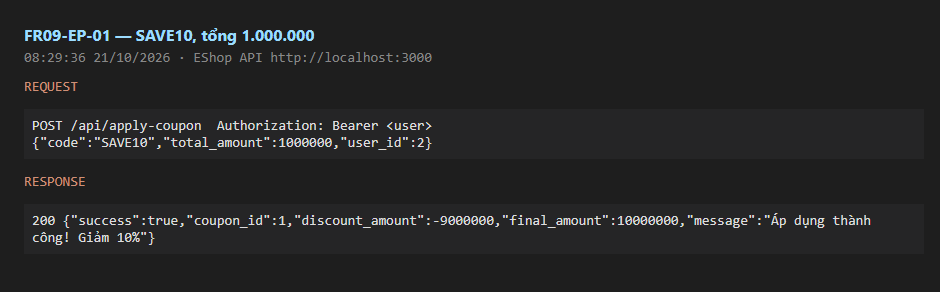 FR09-EP-01 — SAVE10, tổng 1.000.000
08:29:36 21/10/2026 · EShop API http://localhost:3000
REQUEST
POST /api/apply-coupon  Authorization: Bearer <user>
{"code":"SAVE10","total_amount":1000000,"user_id":2}
RESPONSE
200 {"success":true,"coupon_id":1,"discount_amount":-9000000,"final_amount":10000000,"message":"Áp dụng thành
công! Giảm 10%"}